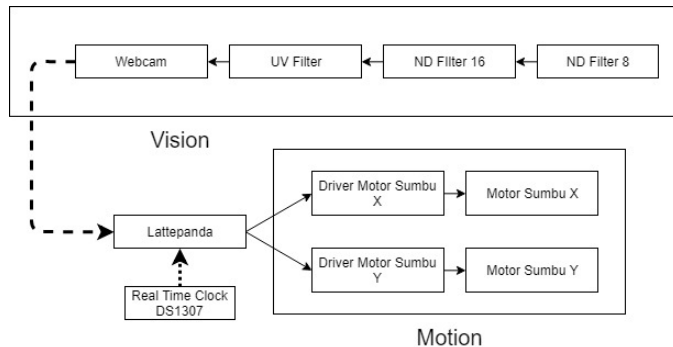 Webcam
UV Filter
ND FIlter 16
ND Filter 8
Vision
Driver Motor Sumbu
X
Motor Sumbu X
Lattepanda
Driver Motor Sumbu
Y
Motor Sumbu Y
Real Time Clock
DS1307
Motion